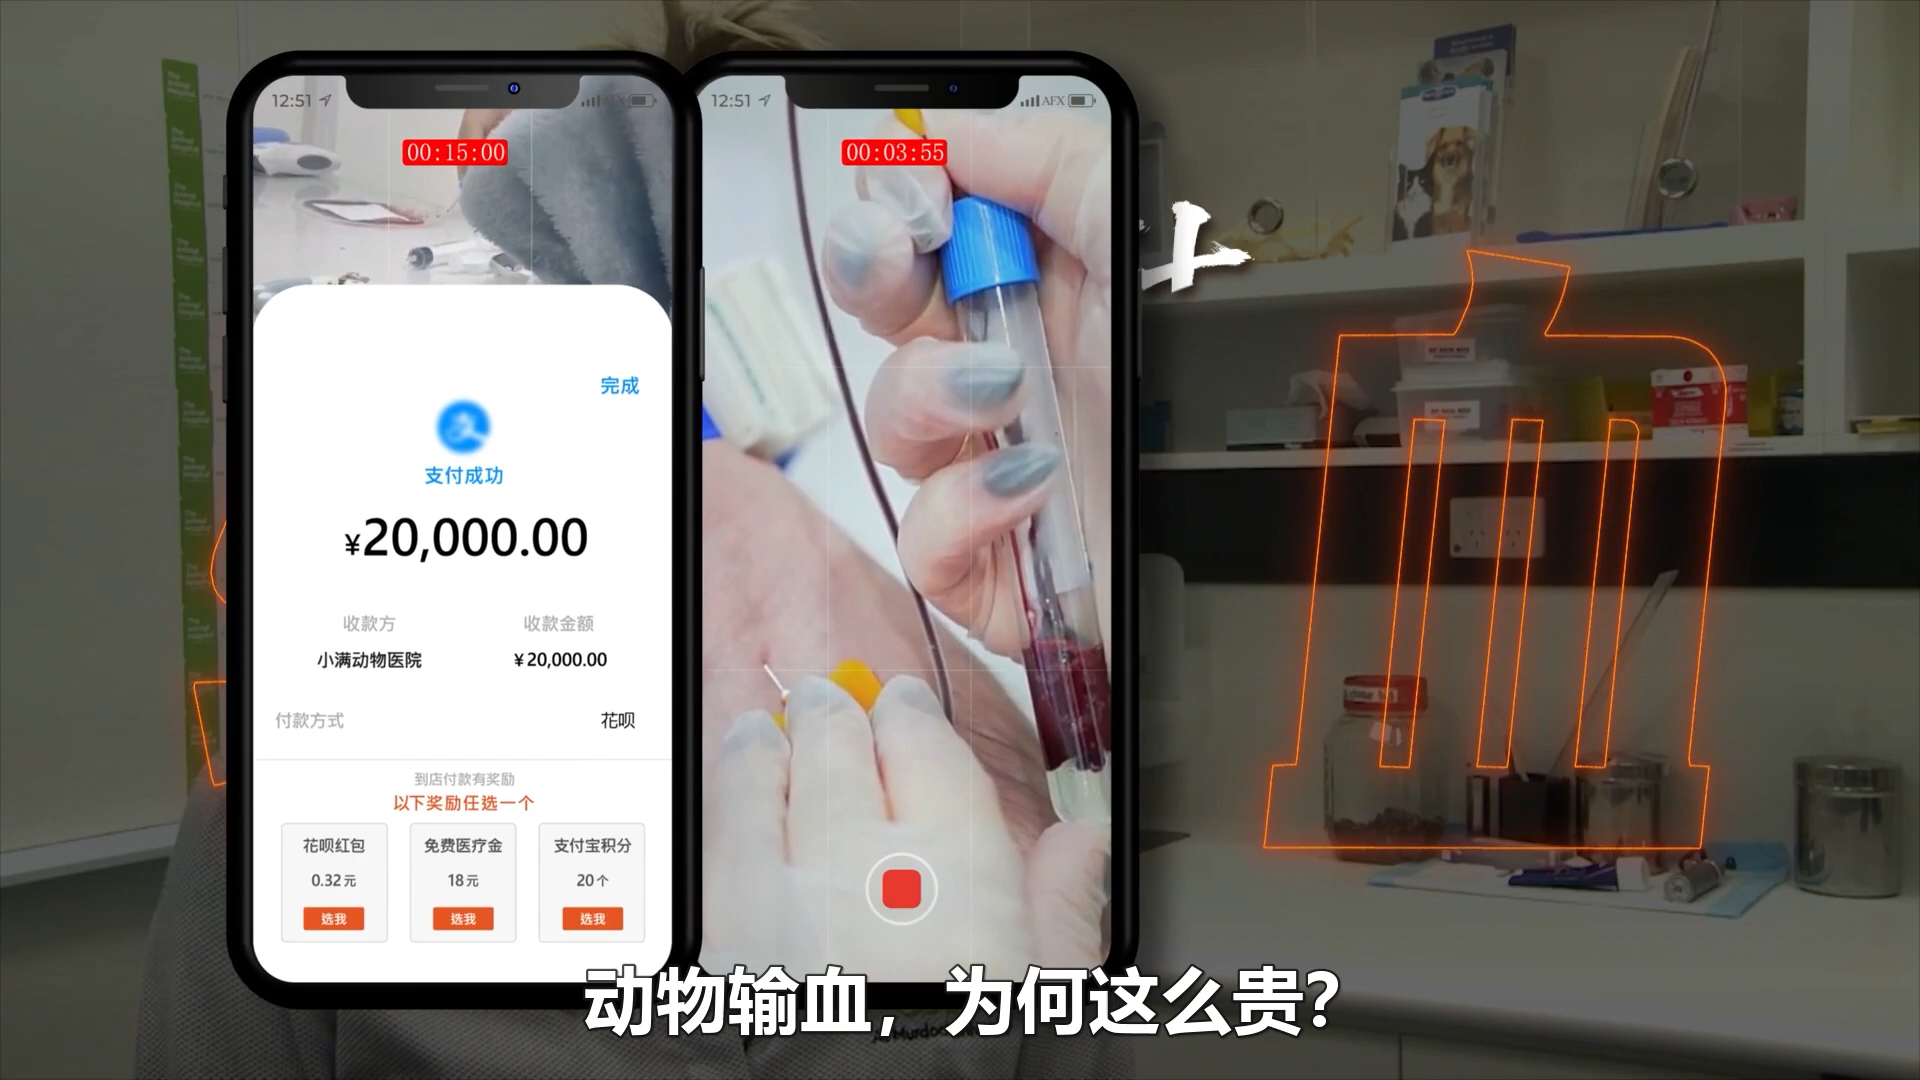 12:51
00:15:00
完成
支付成功
¥20,000.00
收款方 收款金额
小满动物医院 ¥20,000.00
付款方式 花呗
到店付款有奖励
以下奖励任选一个
花呗红包 免费医疗金 支付宝积分
0.32元 18元 20个
选我 选我 选我
12:51 AFX
00:03:55
血
动物输血，为何这么贵？